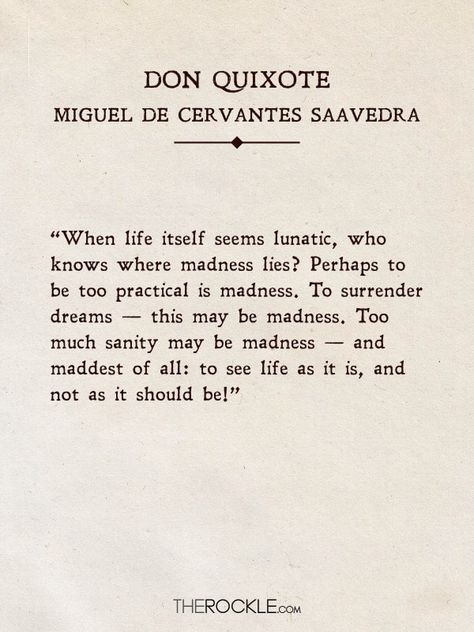 DON QUIXOTE
MIGUEL DE CERVANTES SAAVEDRA
“When life itself seems lunatic, who
knows where madness lies? Perhaps to
be too practical is madness. To surrender
dreams — this may be madness. Too
much sanity may be madness — and
maddest of all: to see life as it is, and
not as it should be!”
THEROCKLE.COM